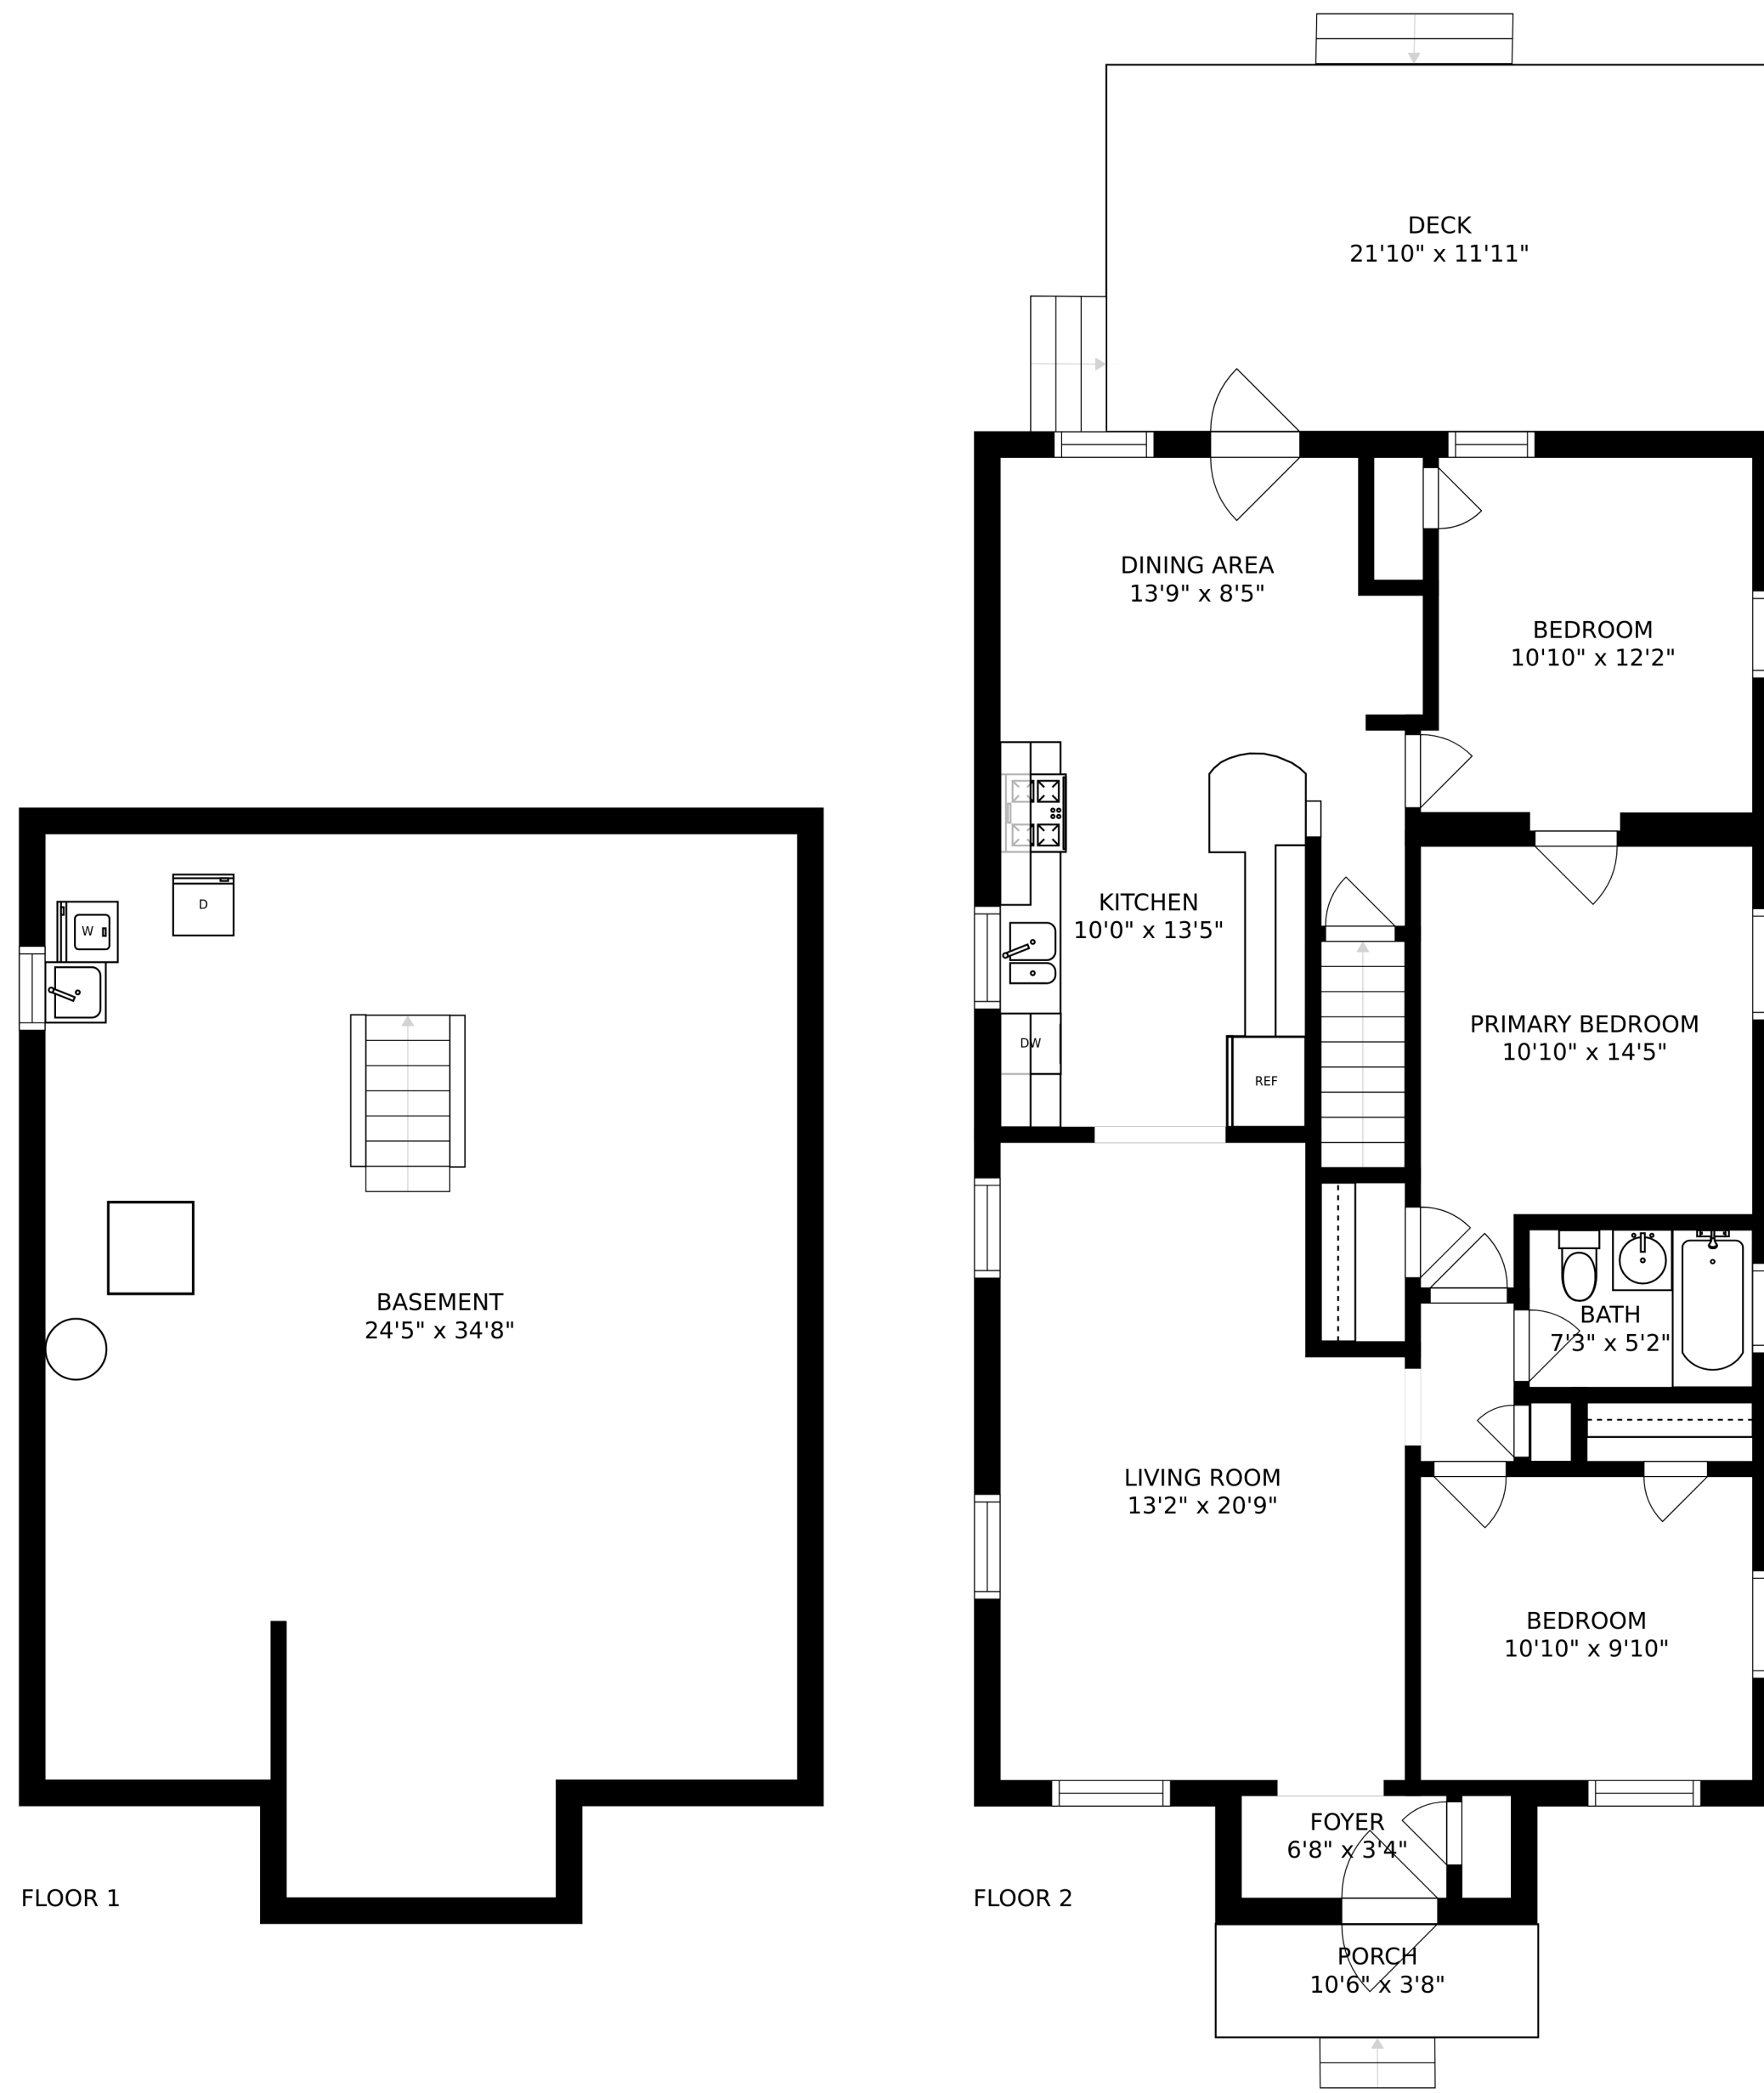 DECK
21'10" x 11'11"
DINING AREA
13'9" x 8'5"
BEDROOM
10'10" x 12'2"
KITCHEN
10'0" x 13'5"
D
W
DW
REF
PRIMARY BEDROOM
10'10" x 14'5"
BASEMENT
24'5" x 34'8"
BATH
7'3" x 5'2"
LIVING ROOM
13'2" x 20'9"
BEDROOM
10'10" x 9'10"
FOYER
6'8" x 3'4"
FLOOR 1
FLOOR 2
PORCH
10'6" x 3'8"